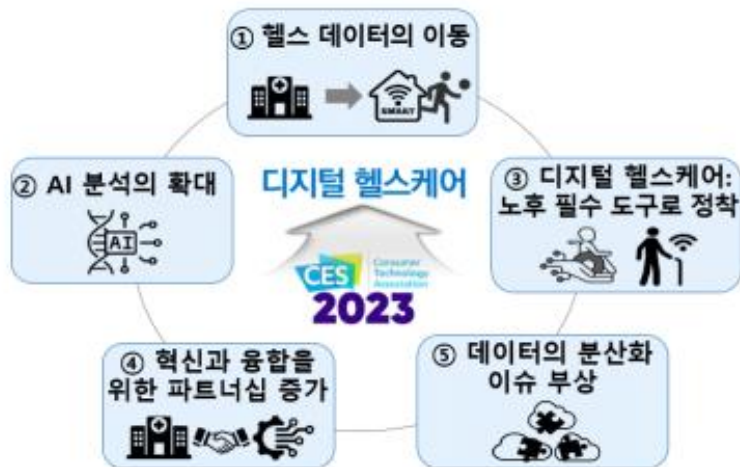 ① 헬스 데이터의 이동
SMART
② AI 분석의 확대
AI
디지털 헬스케어
③ 디지털 헬스케어:
노후 필수 도구로 정착
CES
Consumer
Technology
Association
2023
④ 혁신과 융합을
위한 파트너십 증가
⑤ 데이터의 분산화
이슈 부상